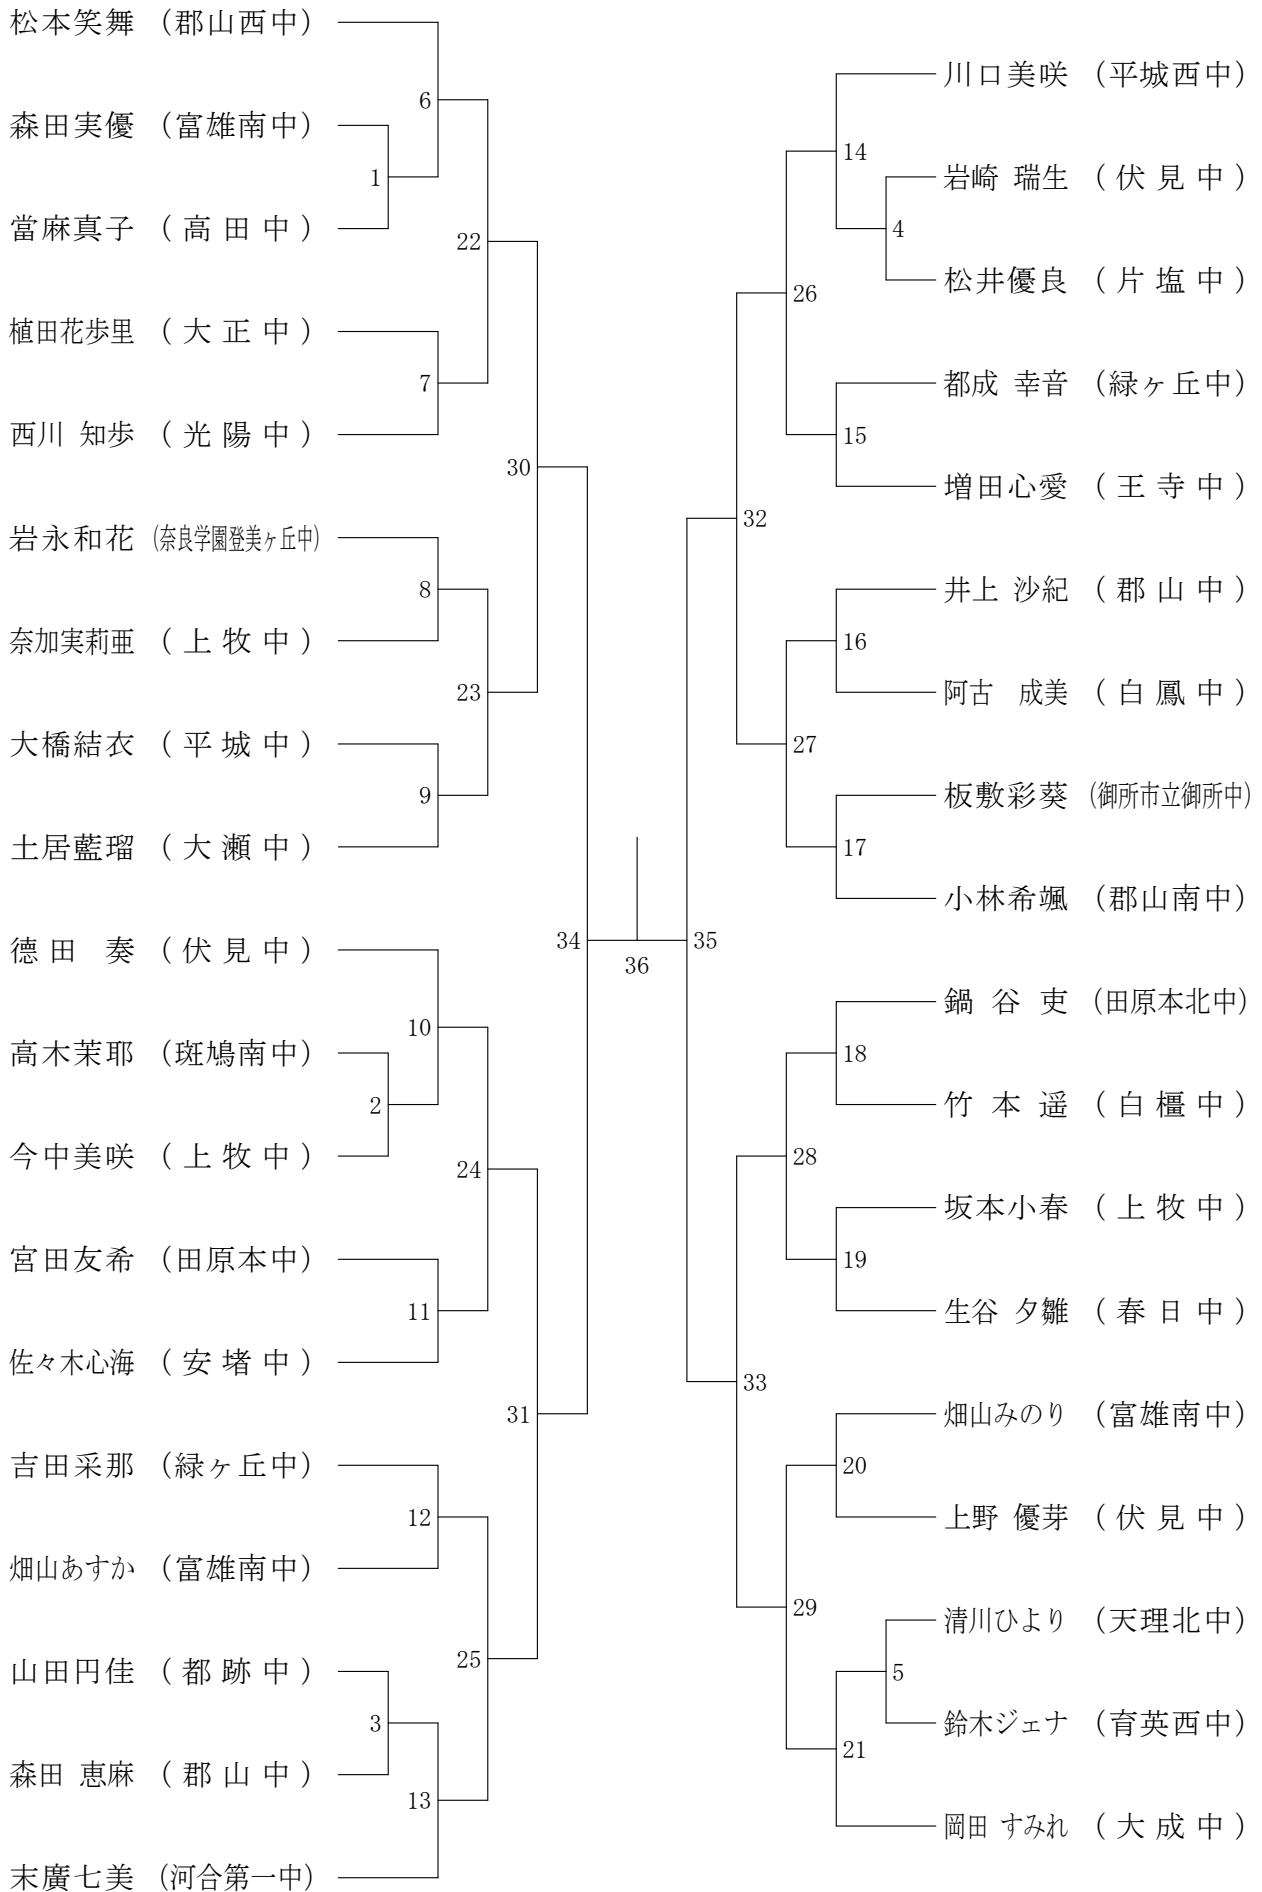 松本笑舞 （郡山西中）
森田実優 （富雄南中）
當麻真子 （高田中）
植田花歩里 （大正中）
西川 知歩 （光陽中）
岩永和花 （奈良学園登美ヶ丘中）
奈加実莉亜 （上牧中）
大橋結衣 （平城中）
土居藍瑠 （大瀬中）
德田 奏 （伏見中）
高木茉耶 （斑鳩南中）
今中美咲 （上牧中）
宮田友希 （田原本中）
佐々木心海 （安堵中）
吉田采那 （緑ヶ丘中）
畑山あすか （富雄南中）
山田円佳 （都跡中）
森田 恵麻 （郡山中）
末廣七美 （河合第一中）
1
2
3
6
7
8
9
10
11
12
13
22
23
24
25
30
31
34
36
35
32
33
26
27
28
29
14
15
16
17
18
19
20
21
4
5
川口美咲 （平城西中）
岩崎 瑞生 （伏見中）
松井優良 （片塩中）
都成 幸音 （緑ヶ丘中）
増田心愛 （王寺中）
井上 沙紀 （郡山中）
阿古 成美 （白鳳中）
板敷彩葵 （御所市立御所中）
小林希颯 （郡山南中）
鍋谷吏 （田原本北中）
竹本遥 （白橿中）
坂本小春 （上牧中）
生谷 夕雛 （春日中）
畑山みのり （富雄南中）
上野 優芽 （伏見中）
清川ひより （天理北中）
鈴木ジェナ （育英西中）
岡田 すみれ （大成中）